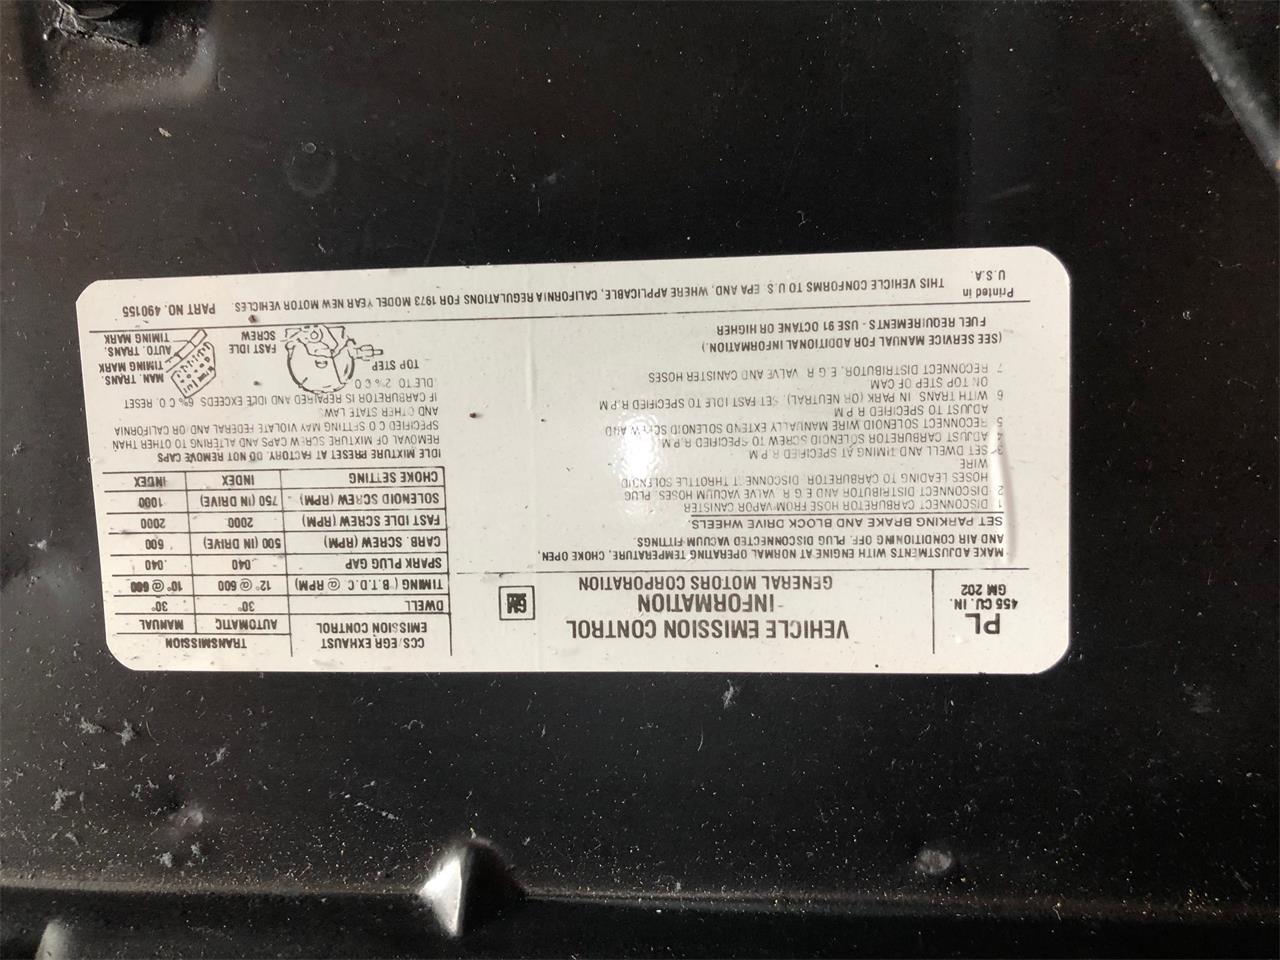 PL
455 CU. IN.
GM 202
VEHICLE EMISSION CONTROL
INFORMATION
GENERAL MOTORS CORPORATION
GM
MAKE ADJUSTMENTS WITH ENGINE AT NORMAL OPERATING TEMPERATURE, CHOKE OPEN,
AND AIR CONDITIONING OFF. PLUG DISCONNECTED VACUUM FITTINGS.
SET PARKING BRAKE AND BLOCK DRIVE WHEELS.
1 DISCONNECT CARBURETOR HOSE FROM VAPOR CANISTER
2 DISCONNECT DISTRIBUTOR AND E G R VALVE VACUUM HOSES. PLUG
HOSES LEADING TO CARBURETOR. DISCONNECT THROTTLE SOLENOID
WIRE
3 SET DWELL AND TIMING AT SPECIFIED R P M
4 ADJUST CARBURETOR SOLENOID SCREW TO SPECIFIED R.P M
5 RECONNECT SOLENOID WIRE MANUALLY EXTEND SOLENOID SCREW AND
ADJUST TO SPECIFIED R P M
6 WITH TRANS. IN PARK (OR NEUTRAL), SET FAST IDLE TO SPECIFIED R.P M
ON TOP STEP OF CAM
7 RECONNECT DISTRIBUTOR, E.G R VALVE AND CANISTER HOSES
(SEE SERVICE MANUAL FOR ADDITIONAL INFORMATION.)
FUEL REQUIREMENTS - USE 91 OCTANE OR HIGHER
CCS/EGR EXHAUST TRANSMISSION
EMISSION CONTROL AUTOMATIC MANUAL
DWELL 30° 30°
TIMING ( B.T.D.C @ RPM) 12° @ 600 10° @ 600
SPARK PLUG GAP .040 .040
CARB. SCREW (RPM) 500 (IN DRIVE) 600
FAST IDLE SCREW (RPM) 2000 2000
SOLENOID SCREW (RPM) 750 (IN DRIVE) 1000
CHOKE SETTING INDEX INDEX
IDLE MIXTURE PRESET AT FACTORY. DO NOT REMOVE CAPS
REMOVAL OF MIXTURE SCREW CAPS AND ALTERING TO OTHER THAN
SPECIFIED C O SETTING MAY VIOLATE FEDERAL AND/OR CALIFORNIA
AND OTHER STATE LAWS
IF CARBURETOR IS REPAIRED AND IDLE EXCEEDS 6% C O. RESET
IDLE TO .2% C O
TOP STEP
FAST IDLE
SCREW
MAN. TRANS.
TIMING MARK
AUTO. TRANS.
TIMING MARK
Printed in
U.S.A.
THIS VEHICLE CONFORMS TO U.S. EPA AND, WHERE APPLICABLE, CALIFORNIA REGULATIONS FOR 1973 MODEL YEAR NEW MOTOR VEHICLES. PART NO. 490155